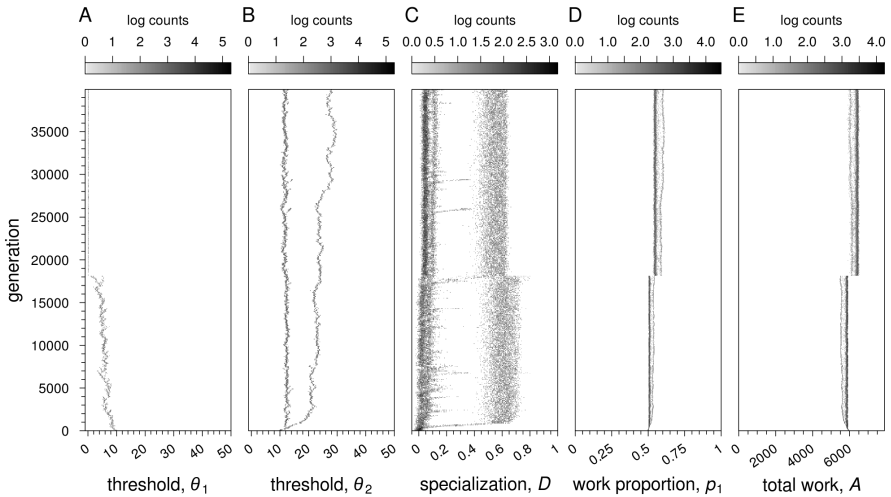 A B C D E
log counts log counts log counts log counts log counts
0 1 2 3 4 5 0 1 2 3 4 5 0.0 0.5 1.0 1.5 2.0 2.5 3.0 0.0 1.0 2.0 3.0 4.0 0.0 1.0 2.0 3.0 4.0
generation
35000
30000
25000
20000
15000
10000
5000
0
0 10 20 30 40 50 0 10 20 30 40 50 0 0.2 0.4 0.6 0.8 1 0 0.25 0.5 0.75 1 0 2000 4000 6000
threshold, θ1 threshold, θ2 specialization, D work proportion, p1 total work, A